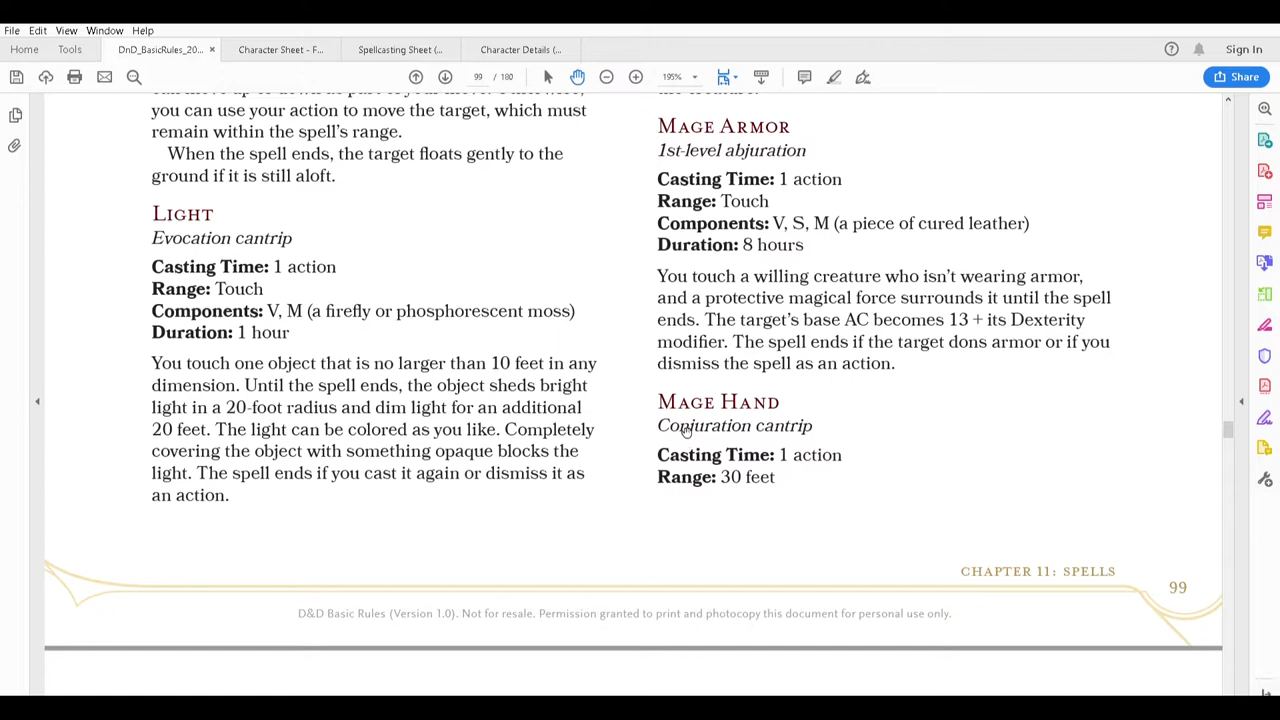 File Edit View Window Help
Home Tools DnD_BasicRules_20... × Character Sheet - F... Spellcasting Sheet (... Character Details (... Sign In
99 / 180 195% Share
you can use your action to move the target, which must
remain within the spell's range.
When the spell ends, the target floats gently to the
ground if it is still aloft.
Light
Evocation cantrip
Casting Time: 1 action
Range: Touch
Components: V, M (a firefly or phosphorescent moss)
Duration: 1 hour
You touch one object that is no larger than 10 feet in any
dimension. Until the spell ends, the object sheds bright
light in a 20-foot radius and dim light for an additional
20 feet. The light can be colored as you like. Completely
covering the object with something opaque blocks the
light. The spell ends if you cast it again or dismiss it as
an action.
Mage Armor
1st-level abjuration
Casting Time: 1 action
Range: Touch
Components: V, S, M (a piece of cured leather)
Duration: 8 hours
You touch a willing creature who isn't wearing armor,
and a protective magical force surrounds it until the spell
ends. The target's base AC becomes 13 + its Dexterity
modifier. The spell ends if the target dons armor or if you
dismiss the spell as an action.
Mage Hand
Conjuration cantrip
Casting Time: 1 action
Range: 30 feet
CHAPTER 11: SPELLS
99
D&D Basic Rules (Version 1.0). Not for resale. Permission granted to print and photocopy this document for personal use only.